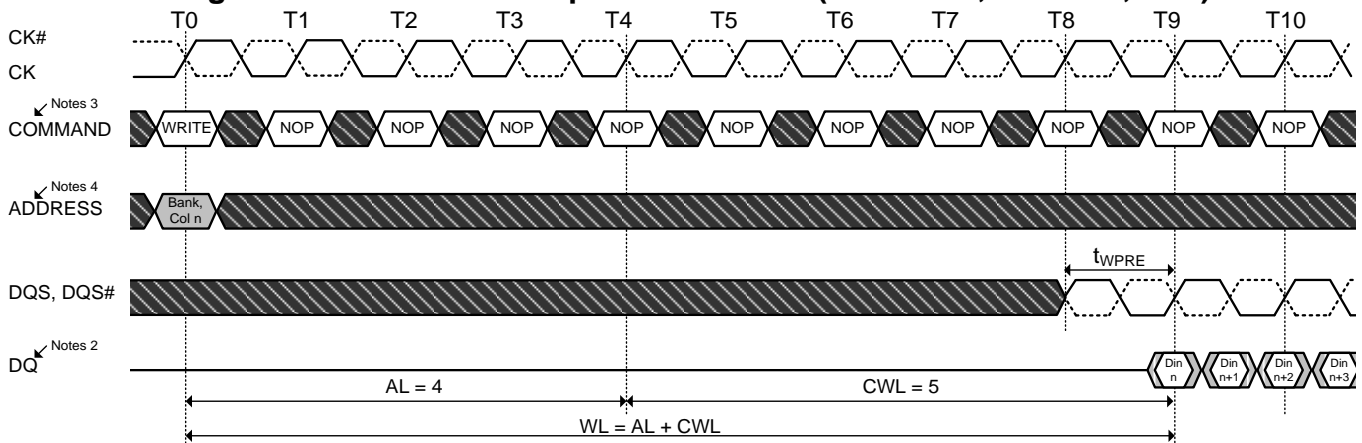 T0 T1 T2 T3 T4 T5 T6 T7 T8 T9 T10
CK#
CK
Notes 3
COMMAND
WRITE NOP NOP NOP NOP NOP NOP NOP NOP NOP NOP
Notes 4
ADDRESS
Bank,
Col n
tWPRE
DQS, DQS#
Notes 2
DQ
Din
n
Din
n+1
Din
n+2
Din
n+3
AL = 4
CWL = 5
WL = AL + CWL